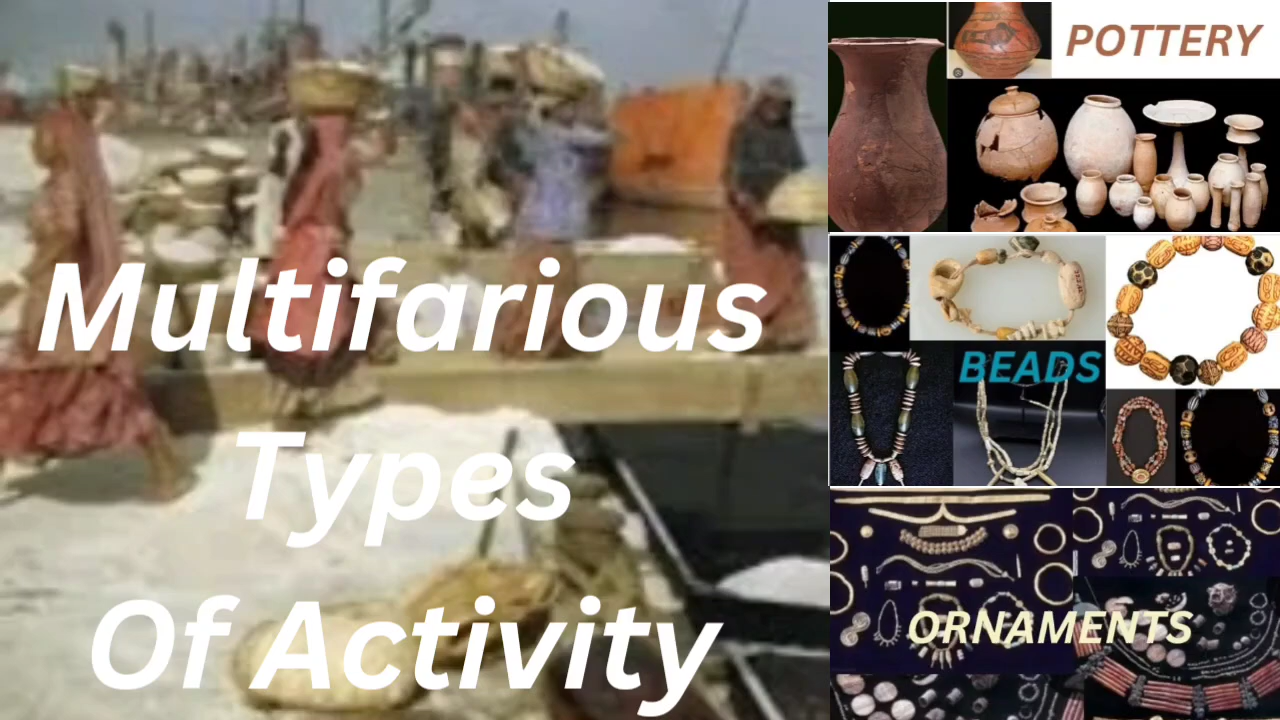 Multifarious
Types
Of Activity
POTTERY
BEADS
ORNAMENTS